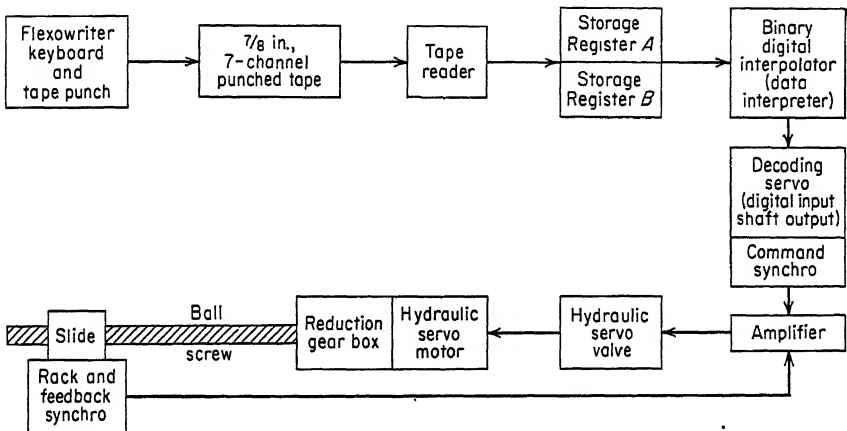 Flexowriter
keyboard
and
tape punch
7/8 in.,
7-channel
punched tape
Tape
reader
Storage
Register A
Storage
Register B
Binary
digital
interpolator
(data
interpreter)
Decoding
servo
(digital input
shaft output)
Command
synchro
Amplifier
Hydraulic
servo
valve
Hydraulic
servo
motor
Reduction
gear box
Ball
screw
Slide
Rack and
feedback
synchro